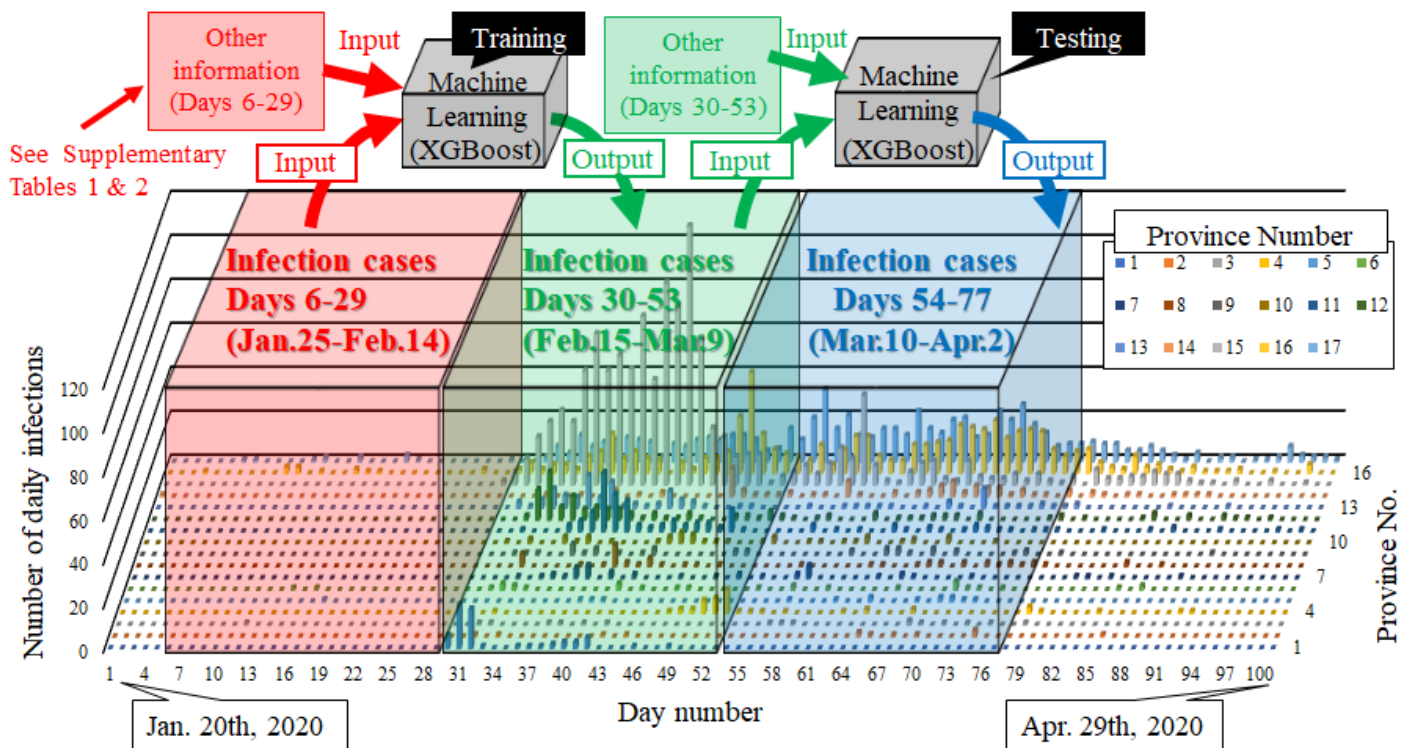 Other
information
(Days 6-29)
Input
Training
Machine
Learning
(XGBoost)
Other
information
(Days 30-53)
Input
Machine
Learning
(XGBoost)
Testing
See Supplementary
Tables 1 & 2
Input
Output
Input
Output
Infection cases
Days 6-29
(Jan.25-Feb.14)
Infection cases
Days 30-53
(Feb.15-Mar.9)
Infection cases
Days 54-77
(Mar.10-Apr.2)
Province Number
1 2 3 4 5 6
7 8 9 10 11 12
13 14 15 16 17
Number of daily infections
120
100
80
60
40
20
0
16
13
10
7
4
1
Province No.
1 4 7 10 13 16 19 22 25 28 31 34 37 40 43 46 49 52 55 58 61 64 67 70 73 76 79 82 85 88 91 94 97 100
Day number
Jan. 20th, 2020
Apr. 29th, 2020